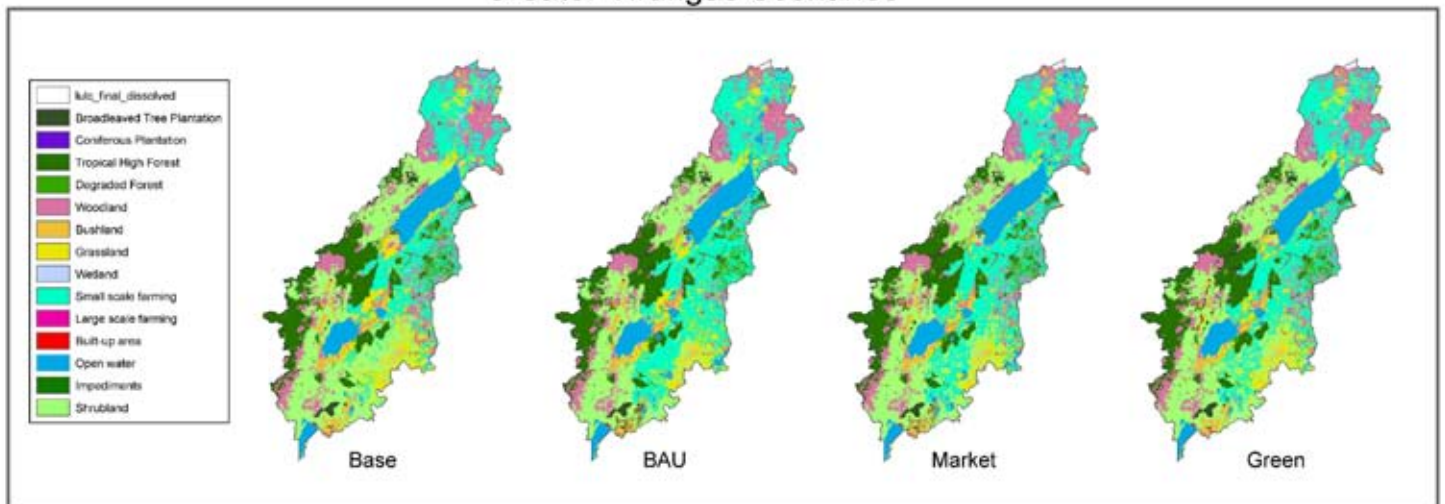 lulc_final_dissolved
Broadleaved Tree Plantation
Coniferous Plantation
Tropical High Forest
Degraded Forest
Woodland
Bushland
Grassland
Wetland
Small scale farming
Large scale farming
Built-up area
Open water
Impediments
Shrubland
Base
BAU
Market
Green